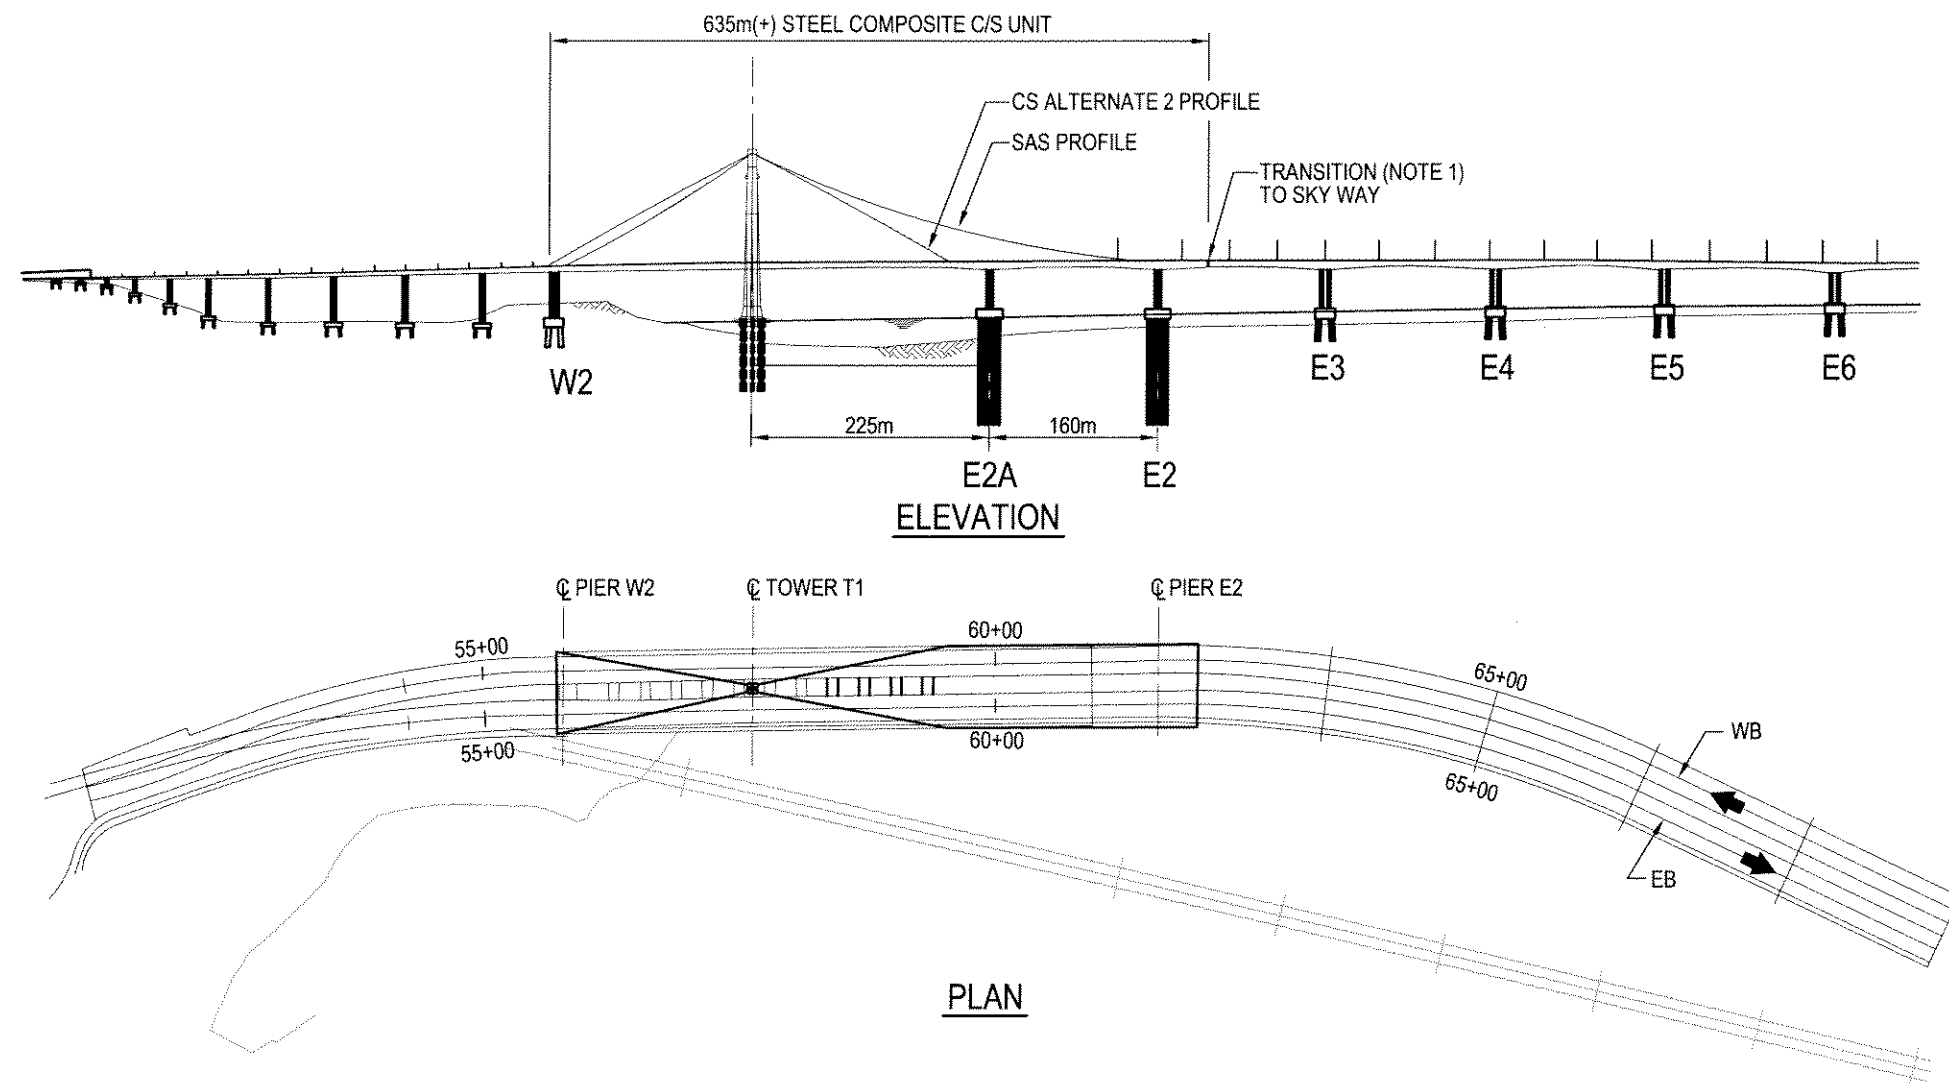 635m(+) STEEL COMPOSITE C/S UNIT
CS ALTERNATE 2 PROFILE
SAS PROFILE
TRANSITION (NOTE 1)
TO SKY WAY
W2
E3
E4
E5
E6
225m
160m
E2A
E2
ELEVATION
℄ PIER W2
℄ TOWER T1
℄ PIER E2
55+00
60+00
65+00
55+00
60+00
65+00
WB
EB
PLAN